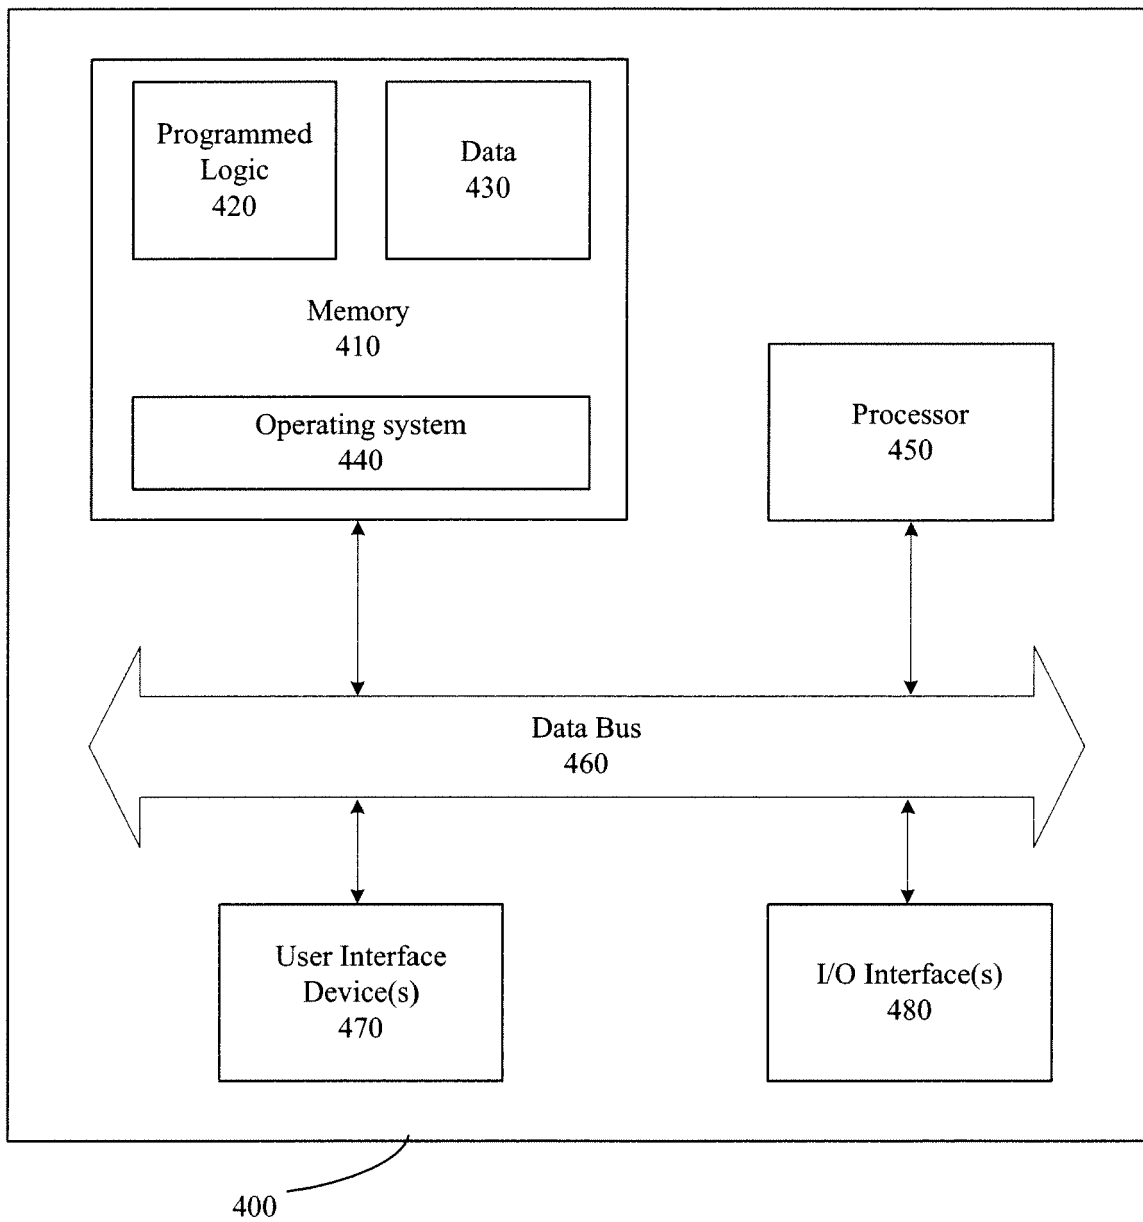 Programmed
Logic
420
Data
430
Memory
410
Operating system
440
Processor
450
Data Bus
460
User Interface
Device(s)
470
I/O Interface(s)
480
400